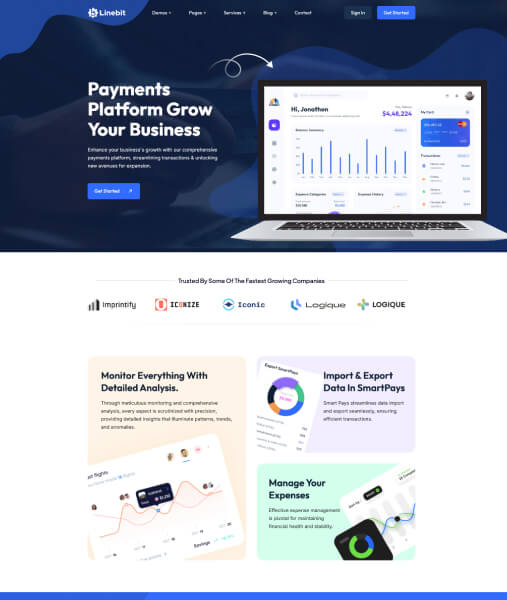 Linebit
Demos +
Pages +
Services +
Blog +
Contact
Sign In
Get Started
Payments
Platform Grow
Your Business
Enhance your business's growth with our comprehensive
payments platform, streamlining transactions & unlocking
new avenues for expansion.
Get Started
Hi, Jonathon
$4,48,224
My Card
Balance Summary
Transactions
Expense Categories
Expense History
Trusted By Some Of The Fastest Growing Companies
Imprintify
ICONIZE
Iconic
Logique
LOGIQUE
Monitor Everything With
Detailed Analysis.
Through meticulous monitoring and comprehensive
analysis, every aspect is scrutinized with precision,
providing detailed insights that illuminate patterns, trends,
and anomalies.
Savings
Export SmartPays
Import & Export
Data In SmartPays
Smart Pays streamlines data import
and export seamlessly, ensuring
efficient transactions.
Manage Your
Expenses
Effective expense management
is pivotal for maintaining
financial health and stability.